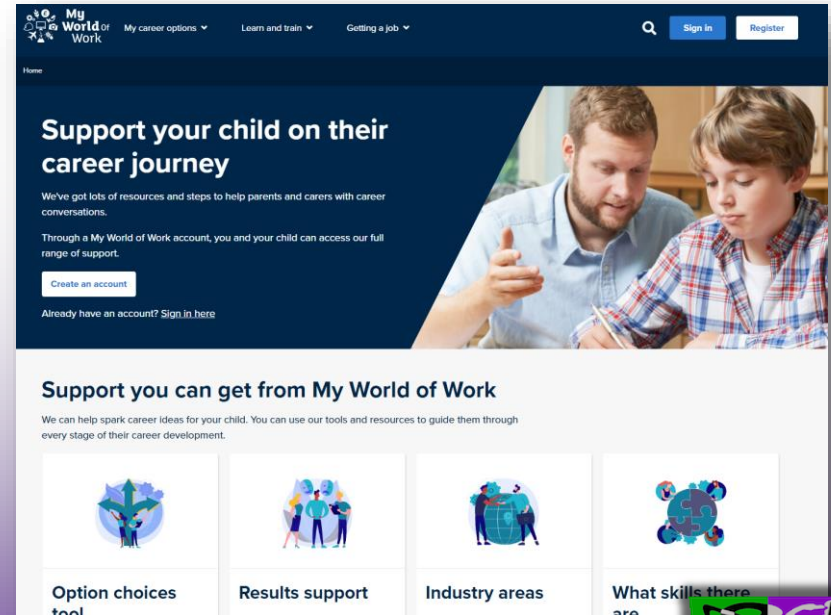 My
World of
Work
My career options
Learn and train
Getting a job
Sign in
Register
Home
Support your child on their
career journey
We've got lots of resources and steps to help parents and carers with career
conversations.
Through a My World of Work account, you and your child can access our full
range of support.
Create an account
Already have an account? Sign in here
Support you can get from My World of Work
We can help spark career ideas for your child. You can use our tools and resources to guide them through
every stage of their career development.
Option choices
tool
Results support
Industry areas
What skills there
are